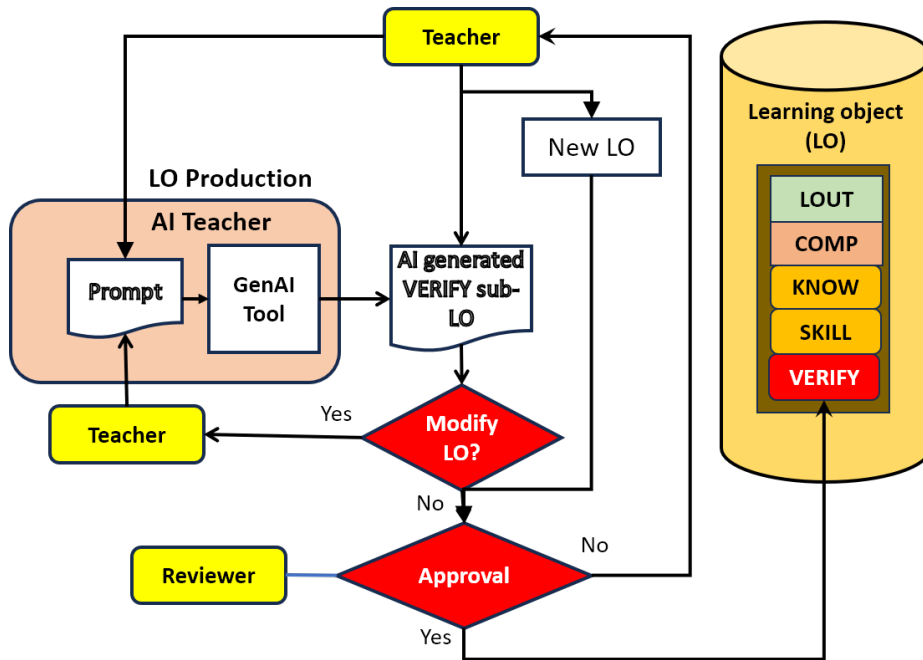 Teacher
Learning object
(LO)
New LO
LO Production
AI Teacher
LOUT
COMP
KNOW
SKILL
VERIFY
Prompt
GenAI
Tool
AI generated
VERIFY sub-
LO
Yes
Teacher
Modify
LO?
No
No
Reviewer
Approval
Yes